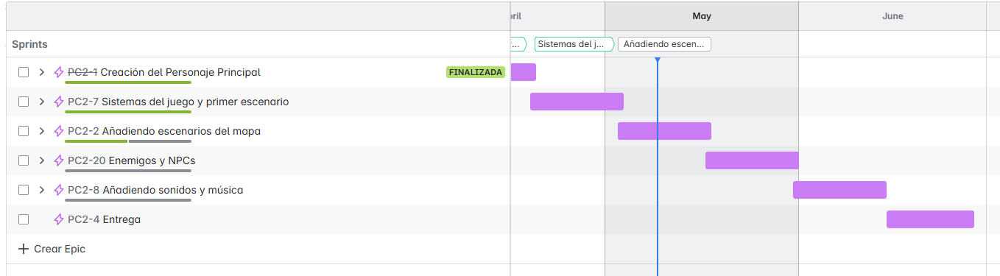 ril May June
Sprints
... Sistemas del j... Añadiendo escen...
PC2-1 Creación del Personaje Principal FINALIZADA
PC2-7 Sistemas del juego y primer escenario
PC2-2 Añadiendo escenarios del mapa
PC2-20 Enemigos y NPCs
PC2-8 Añadiendo sonidos y música
PC2-4 Entrega
Crear Epic